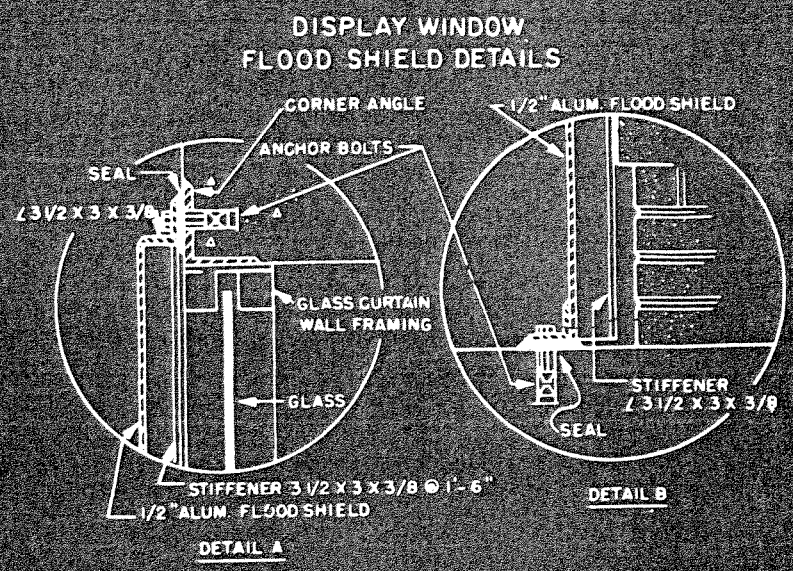 DISPLAY WINDOW
FLOOD SHIELD DETAILS
CORNER ANGLE
1/2" ALUM. FLOOD SHIELD
ANCHOR BOLTS
SEAL
∠ 3 1/2 X 3 X 3/8
GLASS CURTAIN
WALL FRAMING
GLASS
STIFFENER
∠ 3 1/2 X 3 X 3/8
SEAL
STIFFENER 3 1/2 X 3 X 3/8 @ 1'-6"
1/2" ALUM. FLOOD SHIELD
DETAIL B
DETAIL A